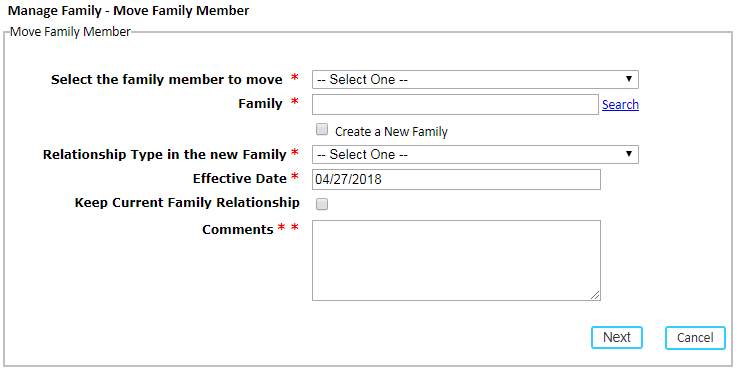 Manage Family - Move Family Member
Move Family Member
Select the family member to move * -- Select One --
Family * Search
Create a New Family
Relationship Type in the new Family * -- Select One --
Effective Date * 04/27/2018
Keep Current Family Relationship
Comments * *
Next Cancel